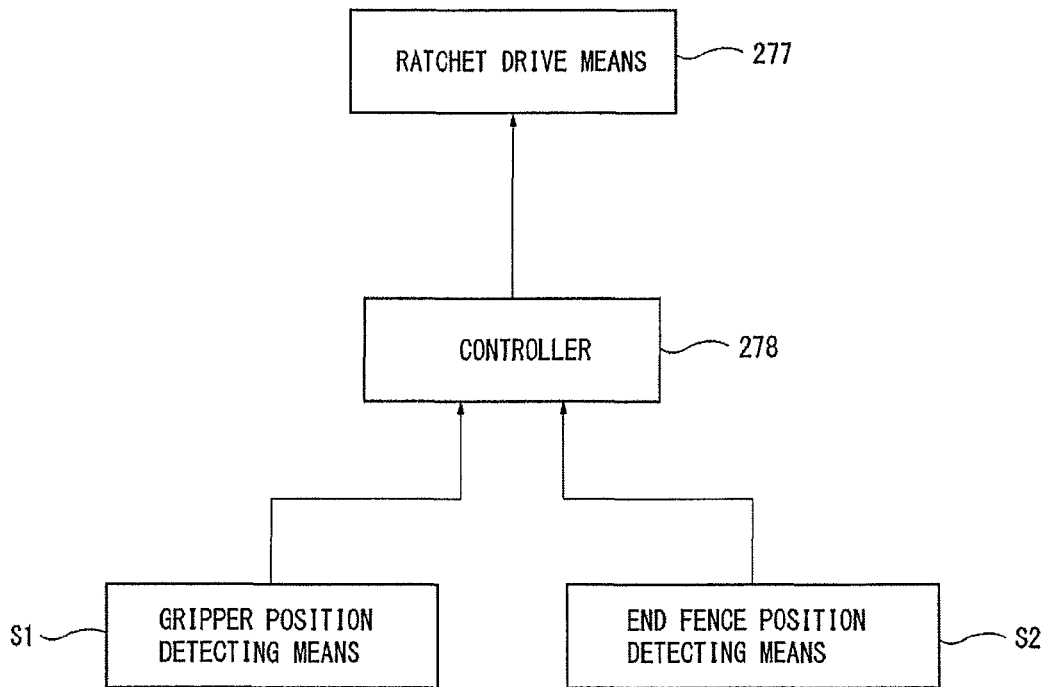 RATCHET DRIVE MEANS
277
CONTROLLER
278
GRIPPER POSITION
DETECTING MEANS
S1
END FENCE POSITION
DETECTING MEANS
S2